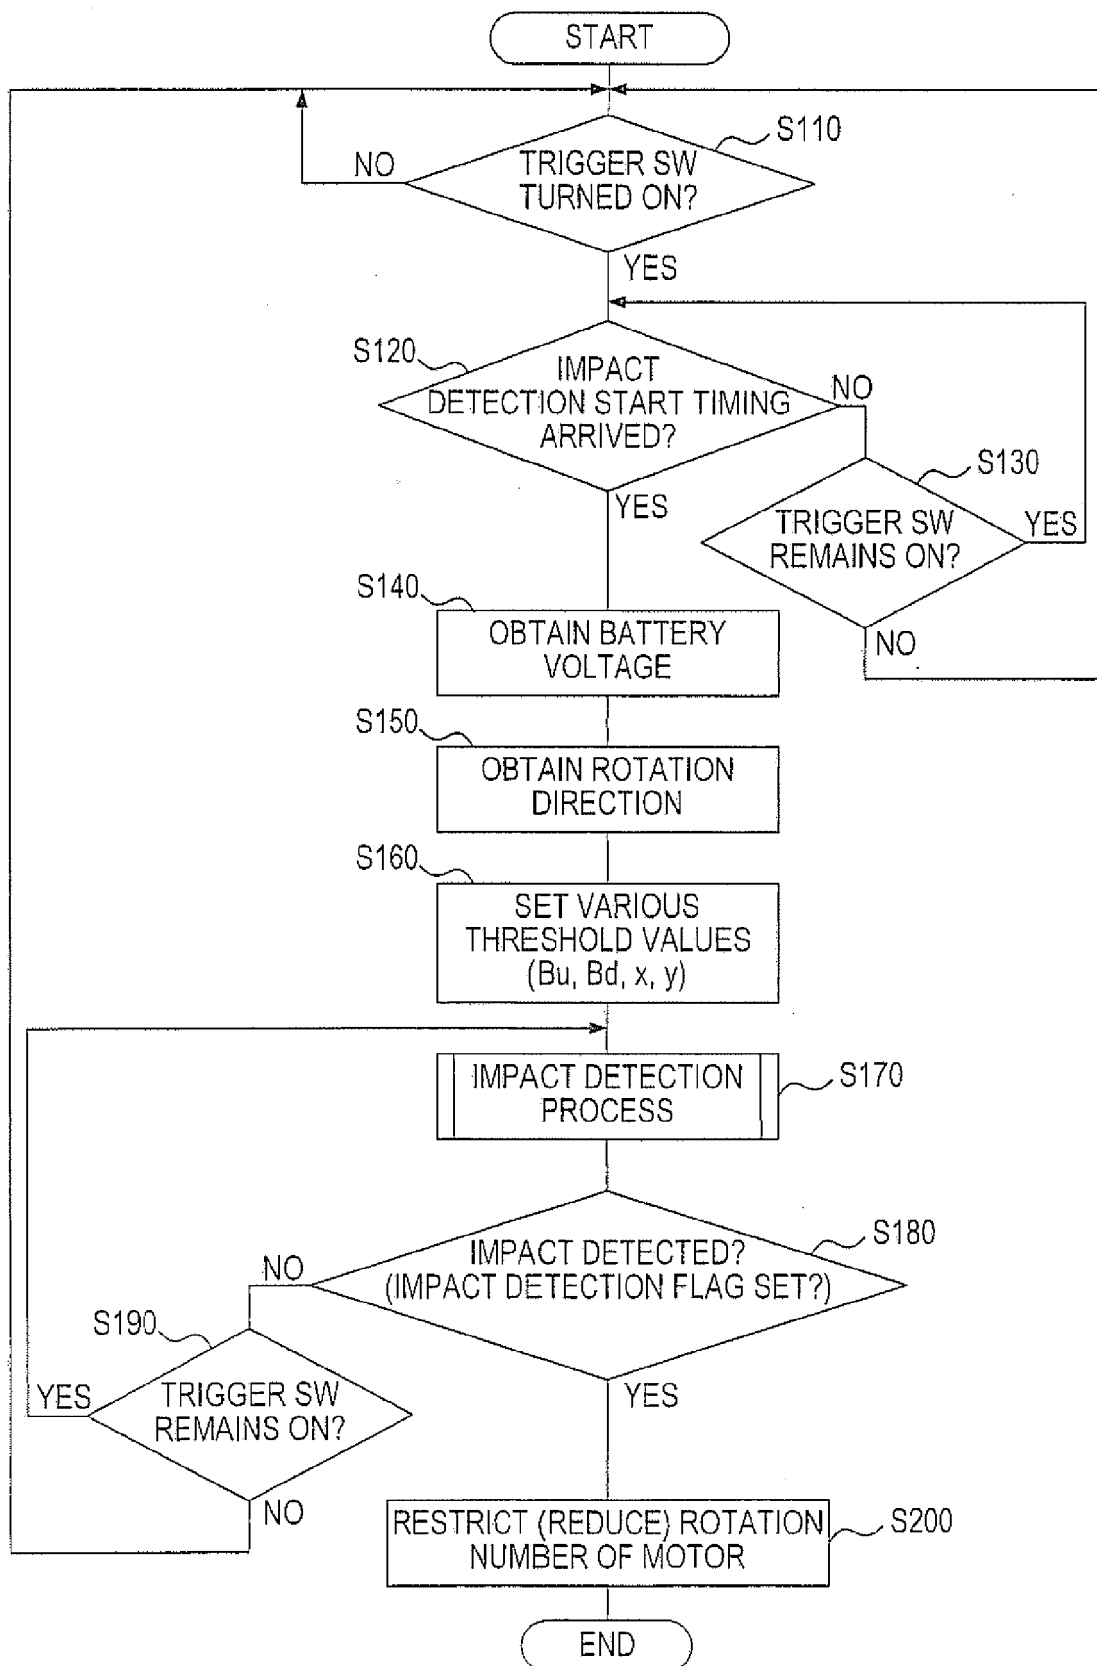 START
S110
TRIGGER SW
TURNED ON?
NO
YES
S120
IMPACT
DETECTION START TIMING
ARRIVED?
NO
YES
S130
TRIGGER SW
REMAINS ON?
YES
NO
S140
OBTAIN BATTERY
VOLTAGE
S150
OBTAIN ROTATION
DIRECTION
S160
SET VARIOUS
THRESHOLD VALUES
(Bu, Bd, x, y)
IMPACT DETECTION
PROCESS
S170
S180
IMPACT DETECTED?
(IMPACT DETECTION FLAG SET?)
NO
YES
S190
TRIGGER SW
REMAINS ON?
YES
NO
RESTRICT (REDUCE) ROTATION
NUMBER OF MOTOR
S200
END